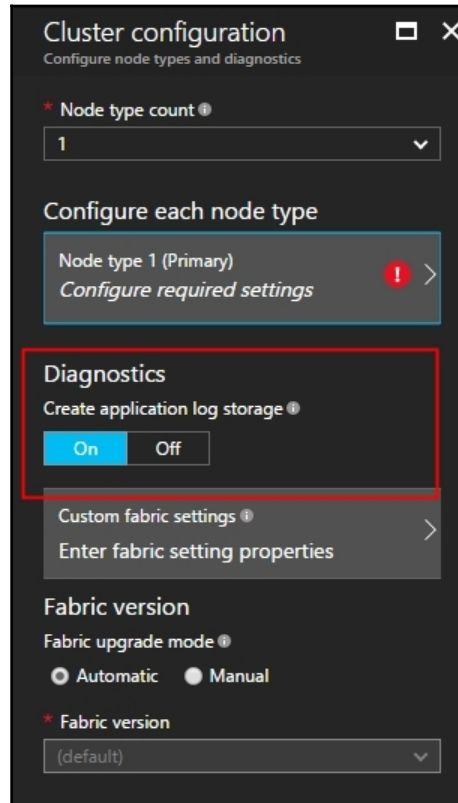 Cluster configuration
Configure node types and diagnostics
* Node type count
1
Configure each node type
Node type 1 (Primary)
Configure required settings
Diagnostics
Create application log storage
On Off
Custom fabric settings
Enter fabric setting properties
Fabric version
Fabric upgrade mode
Automatic Manual
* Fabric version
(default)